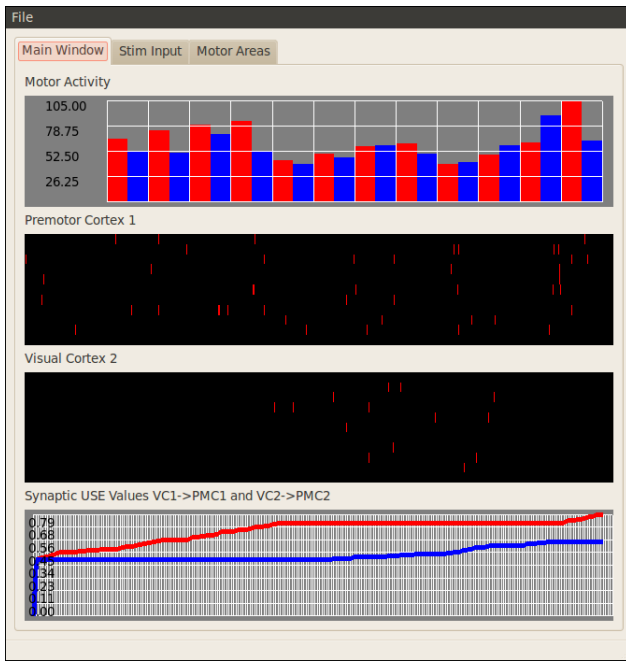 File
Main Window Stim Input Motor Areas
Motor Activity
105.00
78.75
52.50
26.25
Premotor Cortex 1
Visual Cortex 2
Synaptic USE Values VC1->PMC1 and VC2->PMC2
0.79
0.68
0.56
0.45
0.34
0.23
0.11
0.00